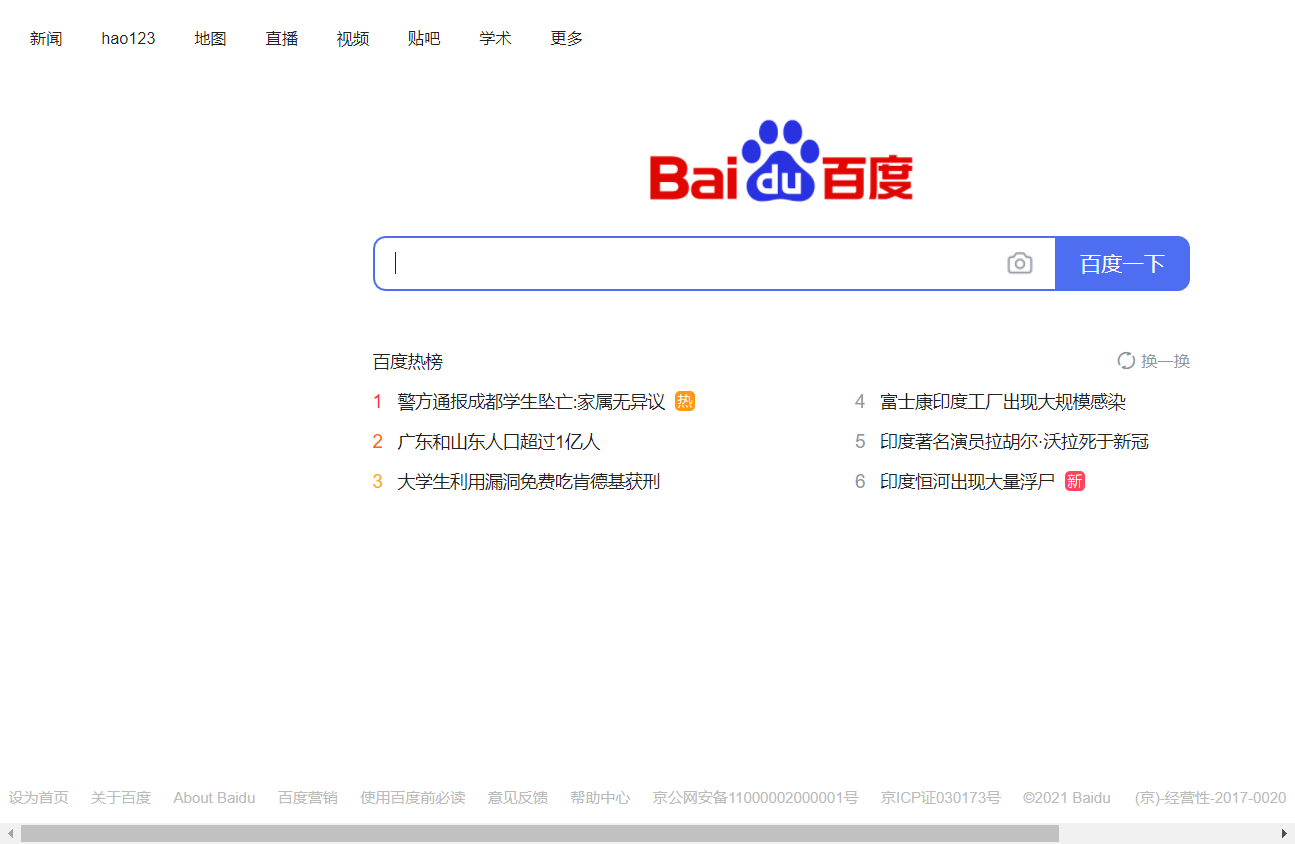 新闻 hao123 地图 直播 视频 贴吧 学术 更多
Bai du 百度
百度一下
百度热榜 换一换
1 警方通报成都学生坠亡:家属无异议 热
2 广东和山东人口超过1亿人
3 大学生利用漏洞免费吃肯德基获刑
4 富士康印度工厂出现大规模感染
5 印度著名演员拉胡尔·沃拉死于新冠
6 印度恒河出现大量浮尸 新
设为首页 关于百度 About Baidu 百度营销 使用百度前必读 意见反馈 帮助中心 京公网安备11000002000001号 京ICP证030173号 ©2021 Baidu (京)-经营性-2017-0020